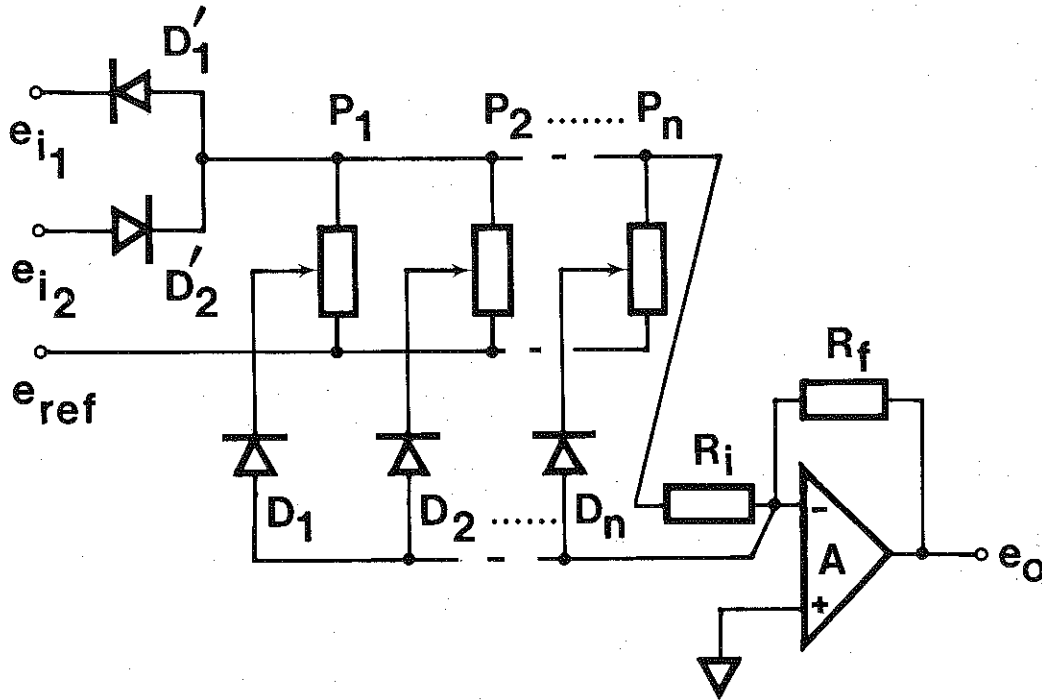 D'1
ei1
P1 P2 ........ Pn
ei2
D'2
eref
Rf
Ri
D1 D2 ........ Dn
-
A
+
eo